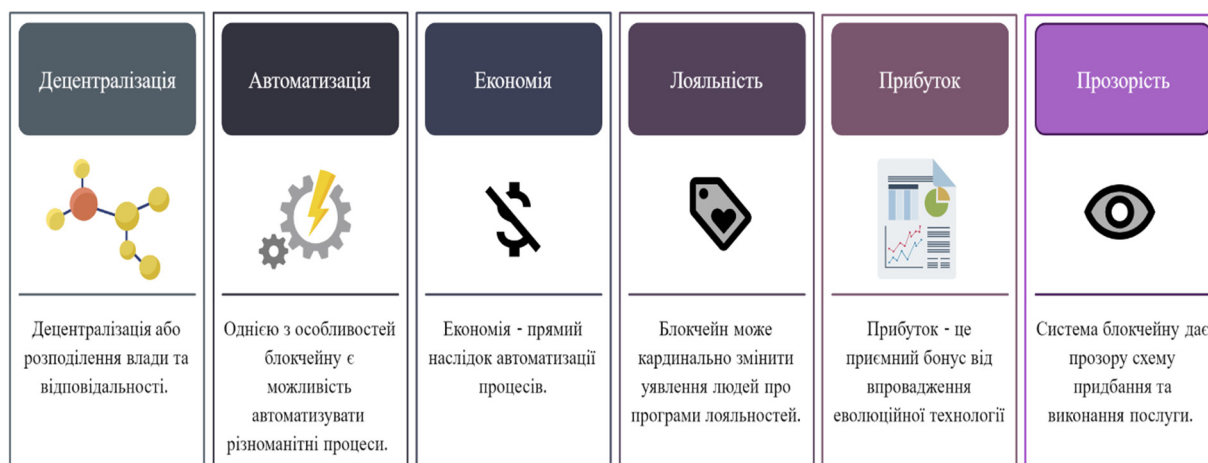 Децентралізація
Автоматизація
Економія
Лояльність
Прибуток
Прозорість
Децентралізація або
розподілення влади та
відповідальності.
Однією з особливостей
блокчейну є
можливість
автоматизувати
різноманітні процеси.
Економія - прямий
наслідок автоматизації
процесів.
Блокчейн може
кардинально змінити
уявлення людей про
програми лояльностей.
Прибуток - це
приємний бонус від
впровадження
еволюційної технології
Система блокчейну дає
прозору схему
придбання та
виконання послуги.